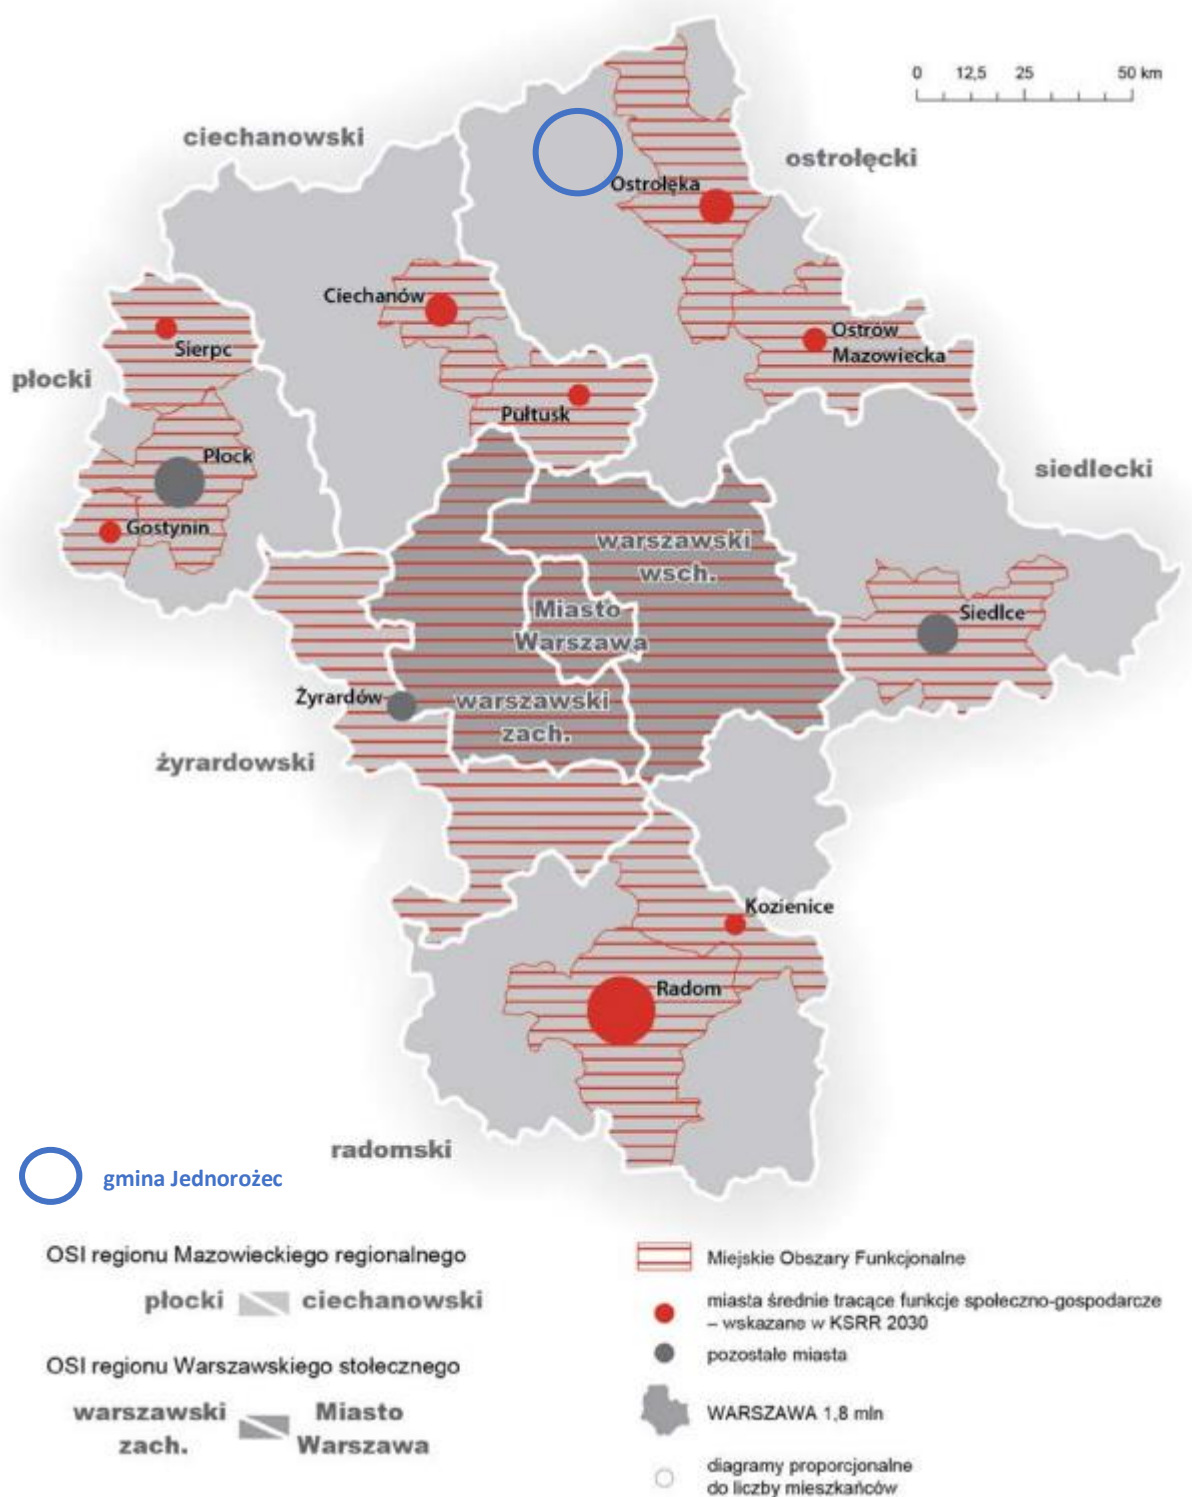 0 12,5 25 50 km
ciechanowski
ostrołęcki
Ostrołęka
Ciechanów
Sierpc
Ostrów
Mazowiecka
płocki
Pułtusk
Płock
siedlecki
Gostynin
warszawski
wsch.
Miasto
Warszawa
Siedlce
Żyrardów
warszawski
zach.
żyrardowski
Kozienice
Radom
radomski
gmina Jednorożec
OSI regionu Mazowieckiego regionalnego
płocki ciechanowski
OSI regionu Warszawskiego stołecznego
warszawski
zach.
Miasto
Warszawa
Miejskie Obszary Funkcjonalne
miasta średnie tracące funkcje społeczno-gospodarcze
– wskazane w KSRR 2030
pozostałe miasta
WARSZAWA 1,8 mln
diagramy proporcjonalne
do liczby mieszkańców